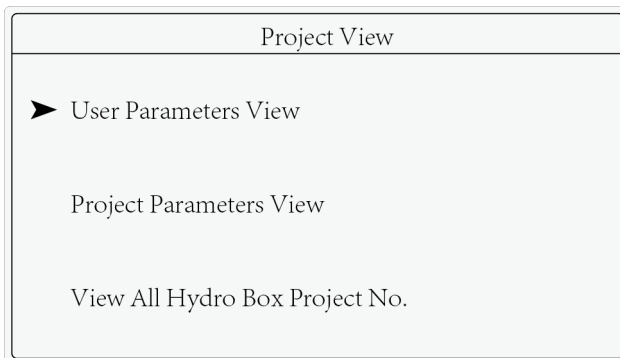 Project View
User Parameters View
Project Parameters View
View All Hydro Box Project No.